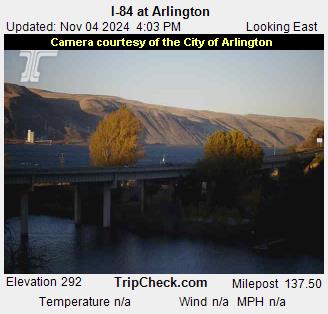 I-84 at Arlington
Updated: Nov 04 2024 4:03 PM Looking East
Camera courtesy of the City of Arlington
Elevation 292 TripCheck.com Milepost 137.50
Temperature n/a Wind n/a MPH n/a